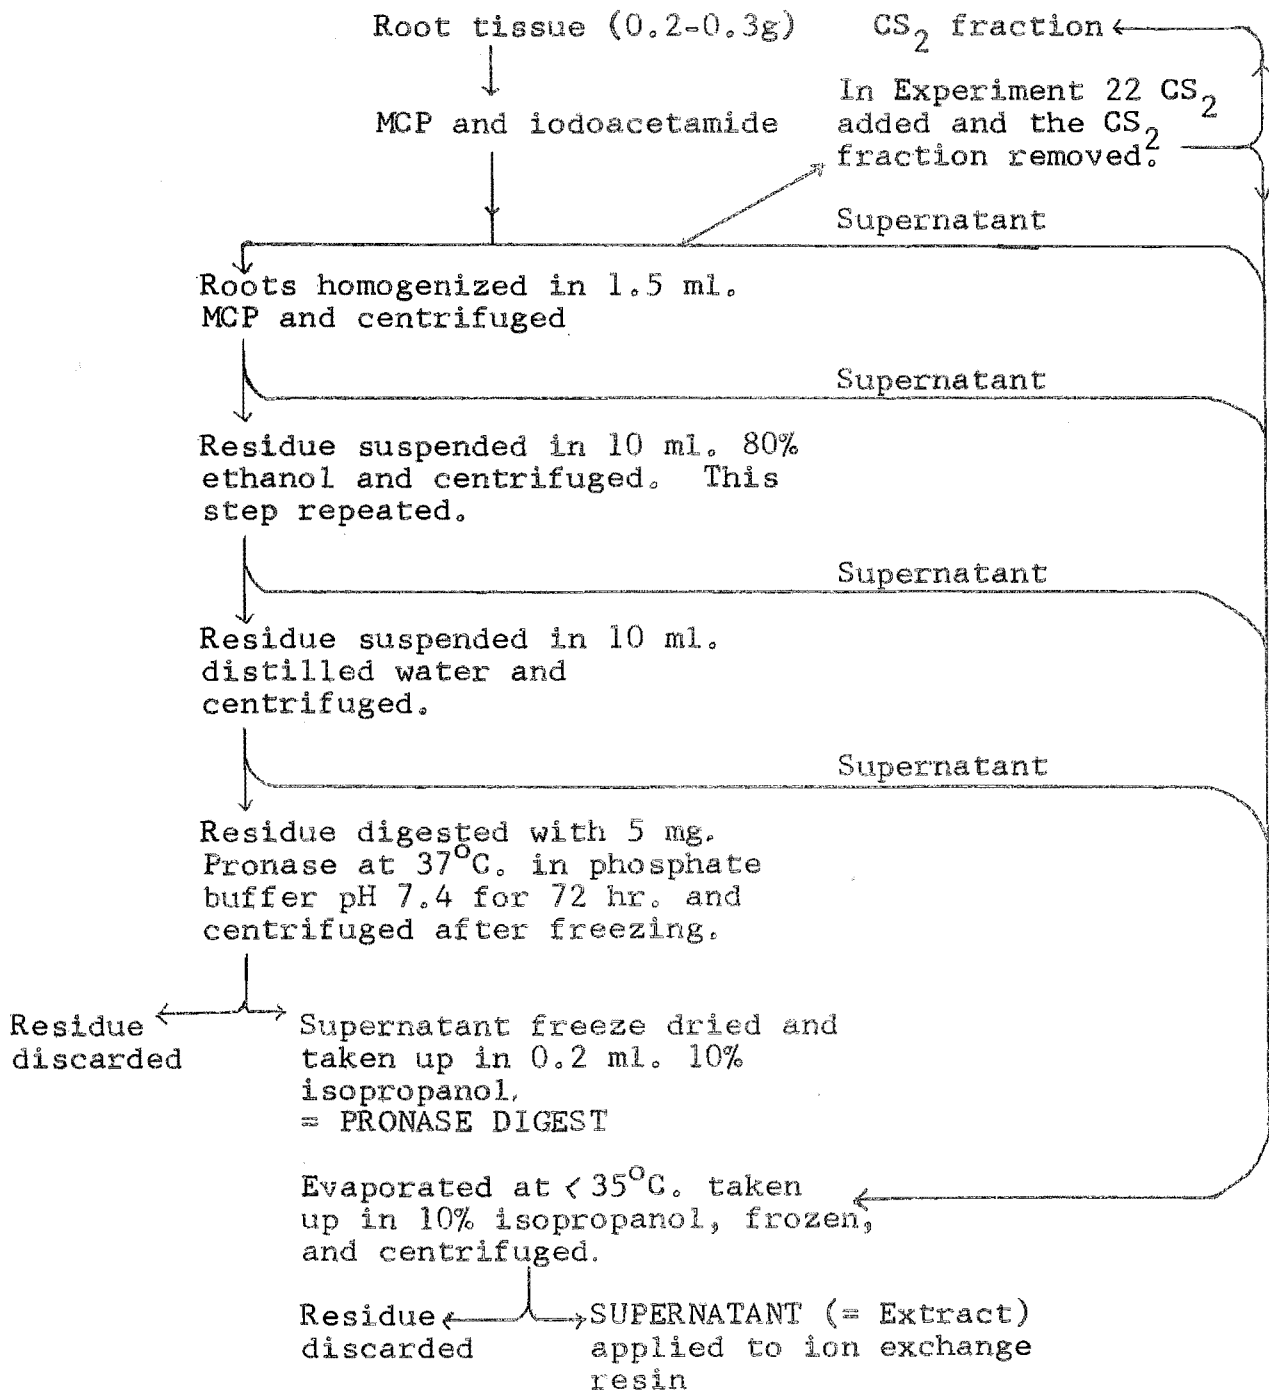 Root tissue (0.2-0.3g)
CS2 fraction
MCP and iodoacetamide
In Experiment 22 CS2
added and the CS2
fraction removed.
Supernatant
Roots homogenized in 1.5 ml.
MCP and centrifuged
Supernatant
Residue suspended in 10 ml. 80%
ethanol and centrifuged. This
step repeated.
Supernatant
Residue suspended in 10 ml.
distilled water and
centrifuged.
Supernatant
Residue digested with 5 mg.
Pronase at 37°C. in phosphate
buffer pH 7.4 for 72 hr. and
centrifuged after freezing.
Residue
discarded
Supernatant freeze dried and
taken up in 0.2 ml. 10%
isopropanol.
= PRONASE DIGEST
Evaporated at < 35°C. taken
up in 10% isopropanol, frozen,
and centrifuged.
Residue
discarded
SUPERNATANT (= Extract)
applied to ion exchange
resin